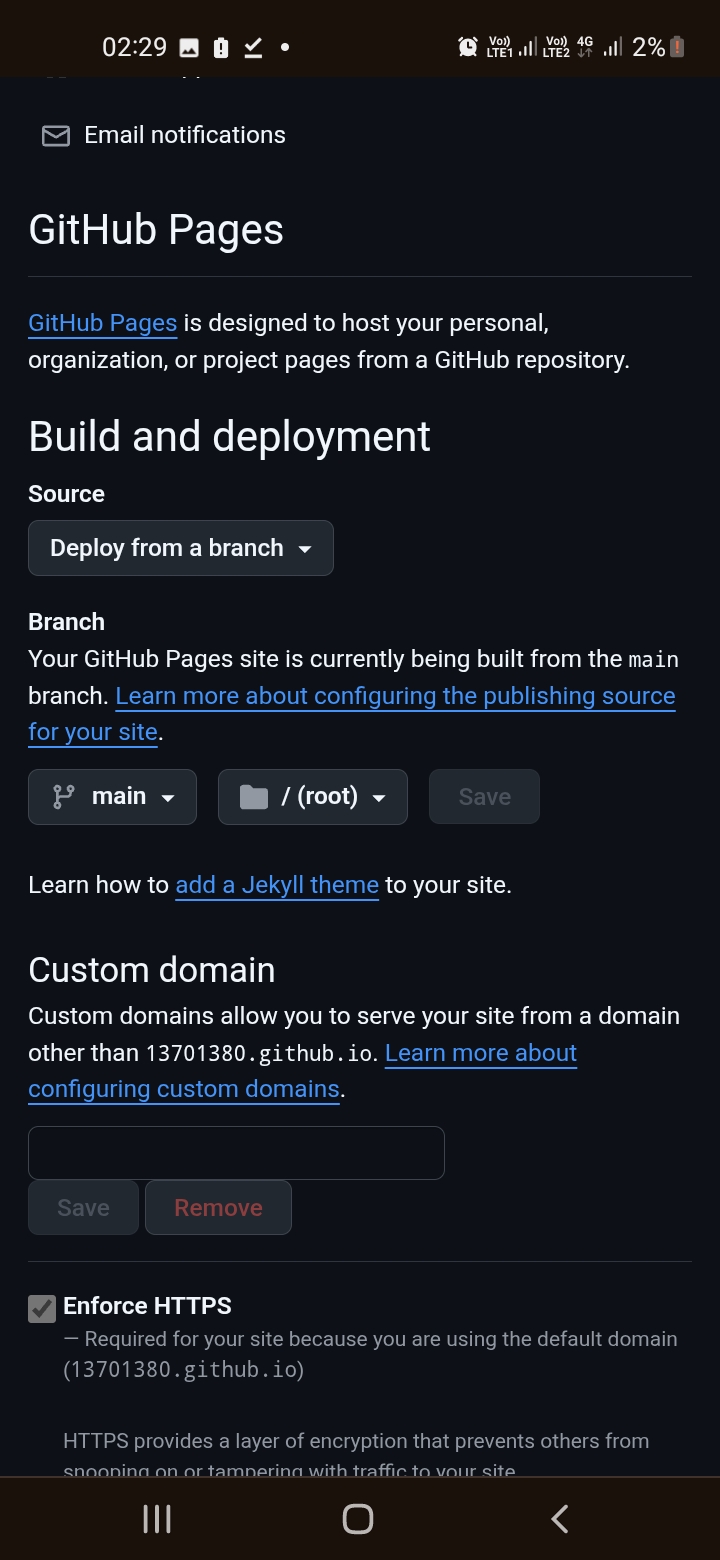 02:29
Vo)) LTE1 Vo)) LTE2 4G 2%
Email notifications
GitHub Pages
GitHub Pages is designed to host your personal,
organization, or project pages from a GitHub repository.
Build and deployment
Source
Deploy from a branch
Branch
Your GitHub Pages site is currently being built from the main
branch. Learn more about configuring the publishing source
for your site.
main / (root) Save
Learn how to add a Jekyll theme to your site.
Custom domain
Custom domains allow you to serve your site from a domain
other than 13701380.github.io. Learn more about
configuring custom domains.
Save Remove
Enforce HTTPS
— Required for your site because you are using the default domain
(13701380.github.io)
HTTPS provides a layer of encryption that prevents others from
snooping on or tampering with traffic to your site